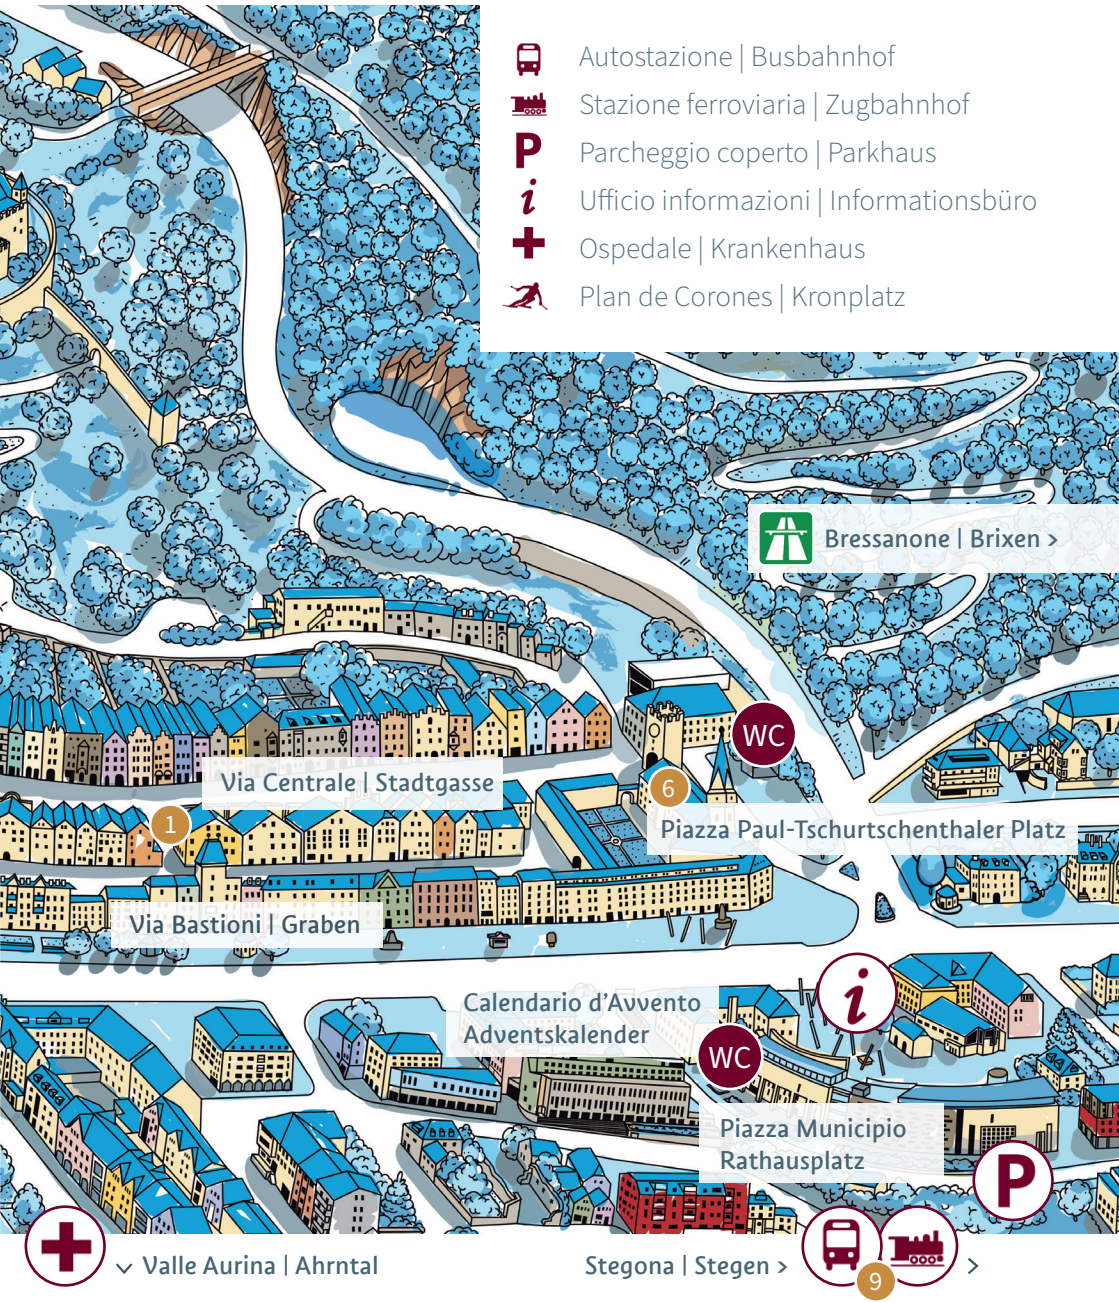 Autostazione | Busbahnhof
Stazione ferroviaria | Zugbahnhof
P Parcheggio coperto | Parkhaus
i Ufficio informazioni | Informationsbüro
Ospedale | Krankenhaus
Plan de Corones | Kronplatz
Bressanone | Brixen >
WC
Via Centrale | Stadtgasse
6
1
Piazza Paul-Tschurtschenthaler Platz
Via Bastioni | Graben
i
Calendario d'Avvento
Adventskalender
WC
Piazza Municipio
Rathausplatz
P
Valle Aurina | Ahrntal
Stegona | Stegen >
9
>